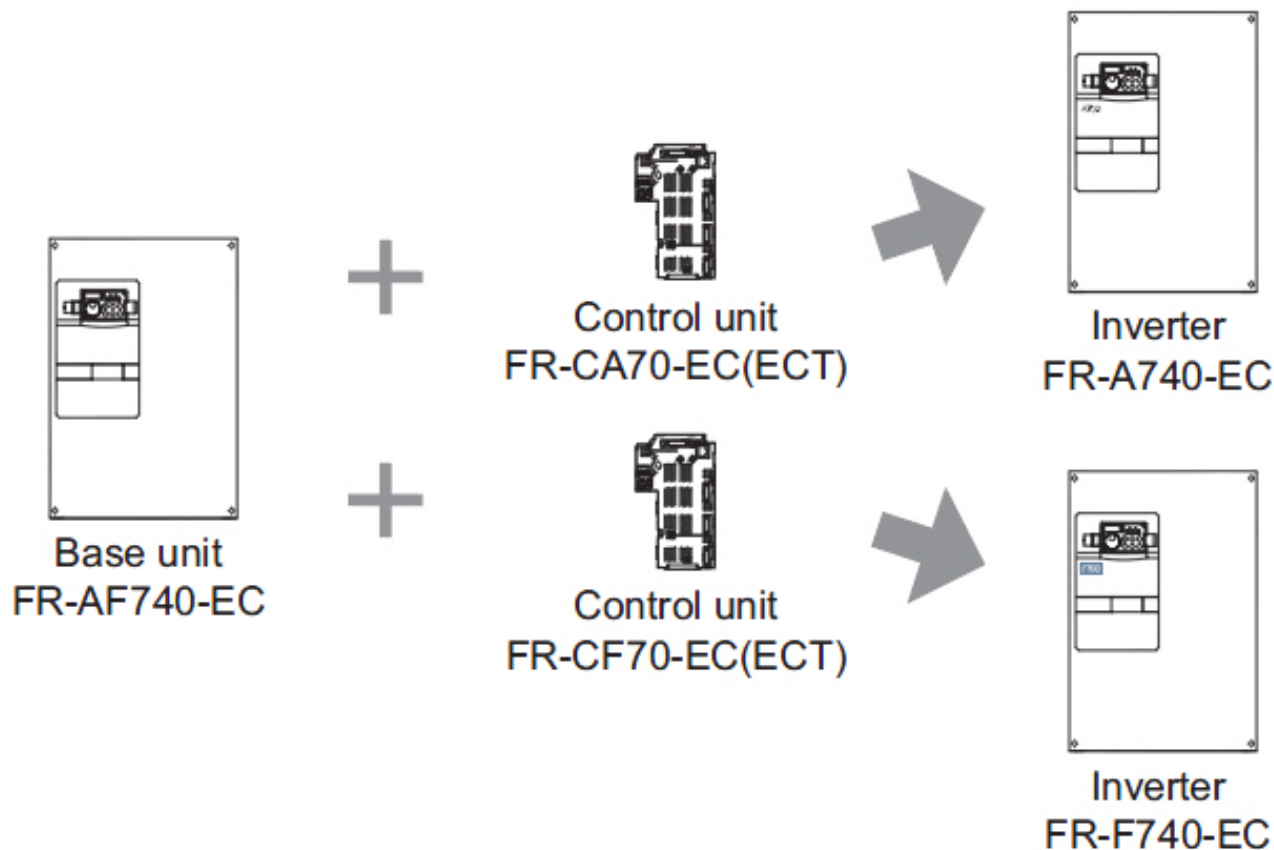 Control unit
FR-CA70-EC(ECT)
Inverter
FR-A740-EC
Base unit
FR-AF740-EC
Control unit
FR-CF70-EC(ECT)
Inverter
FR-F740-EC